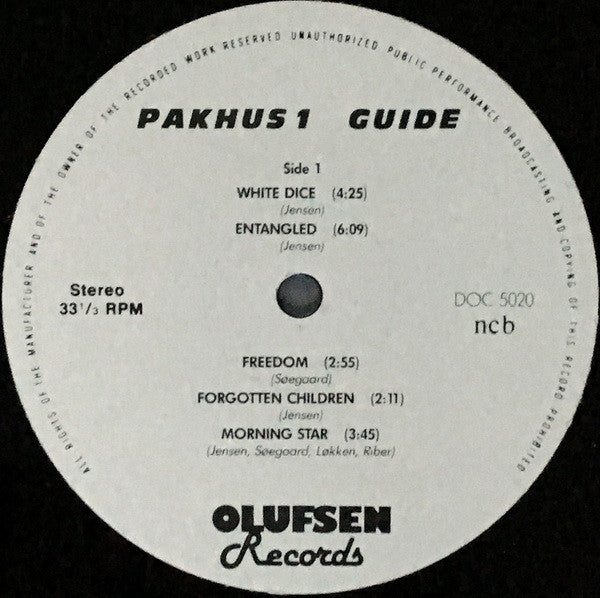 ALL RIGHTS OF THE MANUFACTURER AND OF THE OWNER OF THE RECORDED WORK RESERVED UNAUTHORIZED PUBLIC PERFORMANCE BROADCASTING AND COPYING OF THIS RECORD PROHIBITED
PAKHUS 1 GUIDE
Side 1
WHITE DICE (4:25)
(Jensen)
ENTANGLED (6:09)
(Jensen)
Stereo
33 1/3 RPM
DOC 5020
ncb
FREEDOM (2:55)
(Søegaard)
FORGOTTEN CHILDREN (2:11)
(Jensen)
MORNING STAR (3:45)
(Jensen, Søegaard, Løkken, Riber)
OLUFSEN
Records